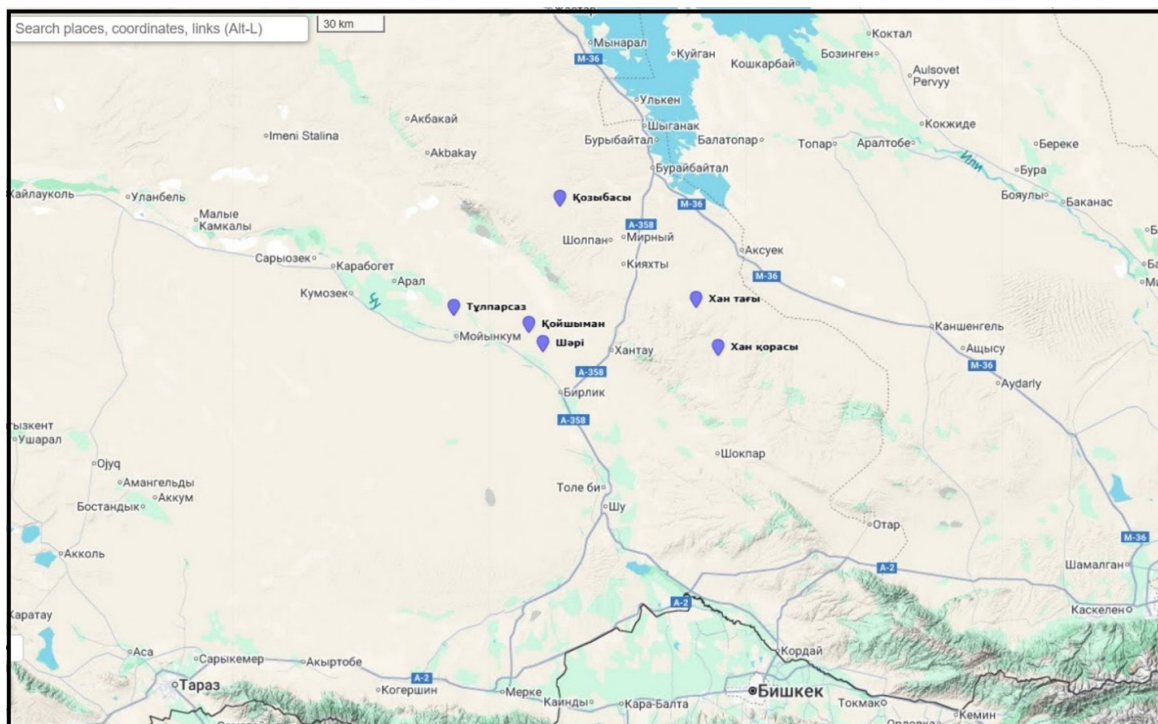 Жастар
Search places, coordinates, links (Alt-L)
30 km
Мынарал
Куйган
Коктал
Бозинген
М-36
Кошкарбай
Aulsovet
Pervyy
Улькен
Акбакай
Imeni Stalina
Шыганак
Бурыбайтал
Балатопар
Топар
Аралтобе
Кокжиде
Береке
Akbakay
Или
Бурайбайтал
Бура
Жайлауколь
Уланбель
Қозыбасы
М-36
Бояулы
Баканас
Малые
Камкалы
А-358
Шолпан
Мирный
Аксуек
Сарыозек
Карабогет
Кияхты
М-36
Арал
Кумозек
Шу
Тұлпарсаз
Хан тағы
Мойынкум
Қойшыман
Шәрі
Хантау
Хан қорасы
Каншенгель
Ащысу
М-36
А-358
Aydarly
Бирлик
А-358
Ушарал
Шокпар
Ojyq
Амангельды
Аккум
Бостандык
Толе би
Шу
Отар
М-36
Акколь
А-2
Шамалган
Каратау
А-2
Каскелен
Аса
Сарыкемер
Акыртобе
Кордай
Тараз
А-2
Когершин
Мерке
Каинды
Кара-Балта
Бишкек
Токмак
Кемин